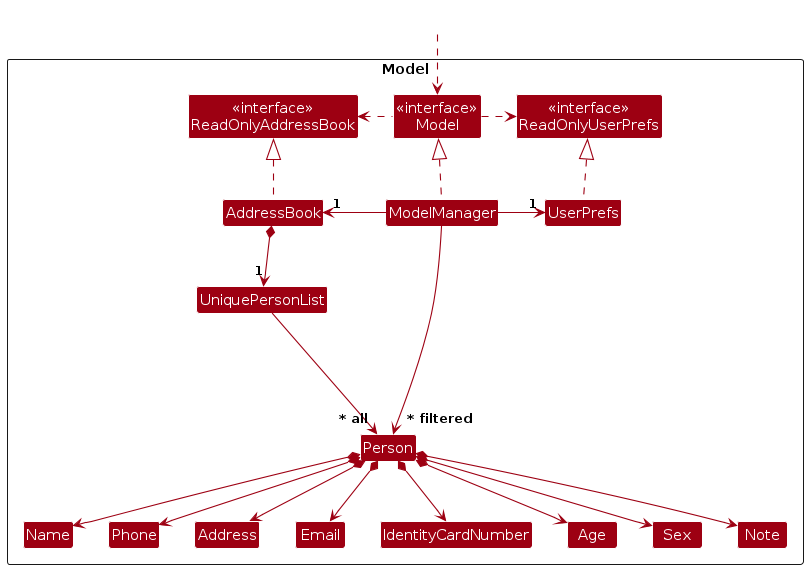 Model
«interface»
ReadOnlyAddressBook
«interface»
Model
«interface»
ReadOnlyUserPrefs
AddressBook
1
ModelManager
1
UserPrefs
1
UniquePersonList
* all
* filtered
Person
Name
Phone
Address
Email
IdentityCardNumber
Age
Sex
Note